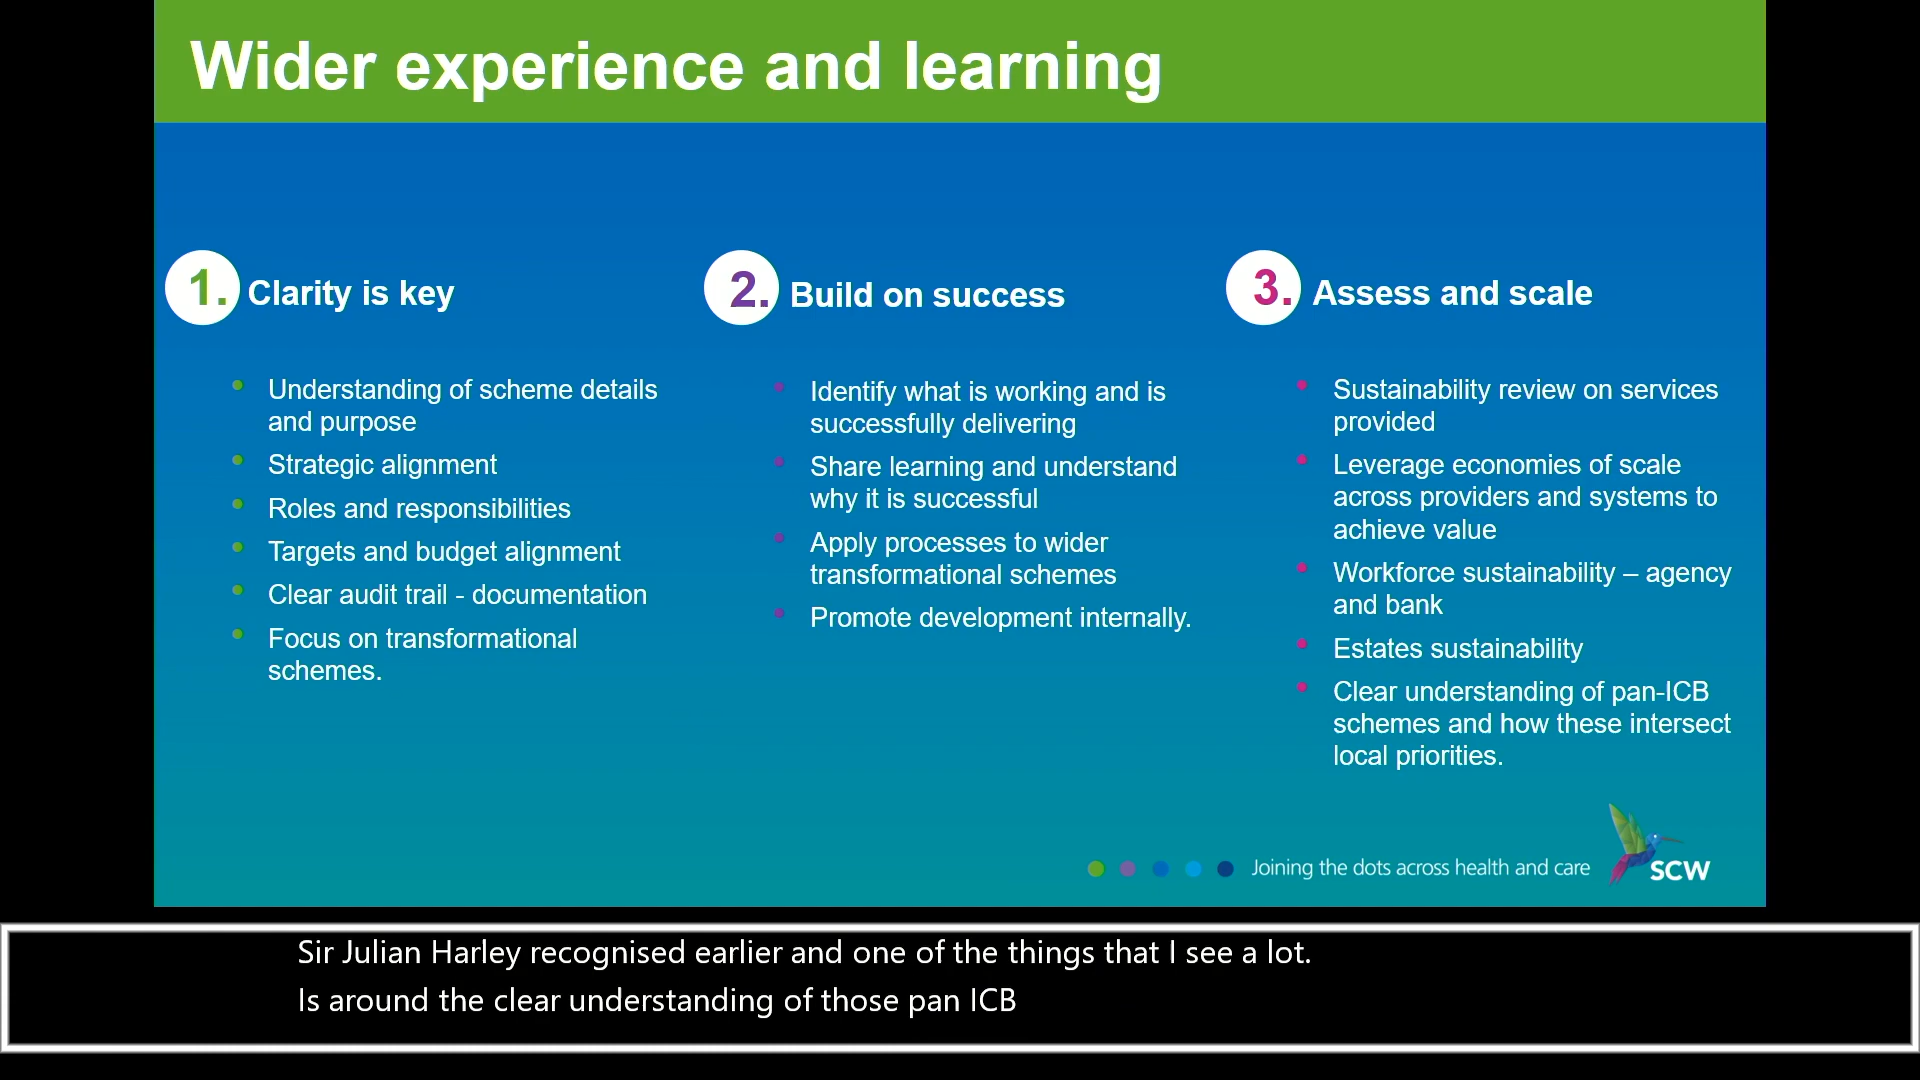 Wider experience and learning
1. Clarity is key
Understanding of scheme details
and purpose
Strategic alignment
Roles and responsibilities
Targets and budget alignment
Clear audit trail - documentation
Focus on transformational
schemes.
2. Build on success
Identify what is working and is
successfully delivering
Share learning and understand
why it is successful
Apply processes to wider
transformational schemes
Promote development internally.
3. Assess and scale
Sustainability review on services
provided
Leverage economies of scale
across providers and systems to
achieve value
Workforce sustainability – agency
and bank
Estates sustainability
Clear understanding of pan-ICB
schemes and how these intersect
local priorities.
Joining the dots across health and care
SCW
Sir Julian Harley recognised earlier and one of the things that I see a lot.
Is around the clear understanding of those pan ICB